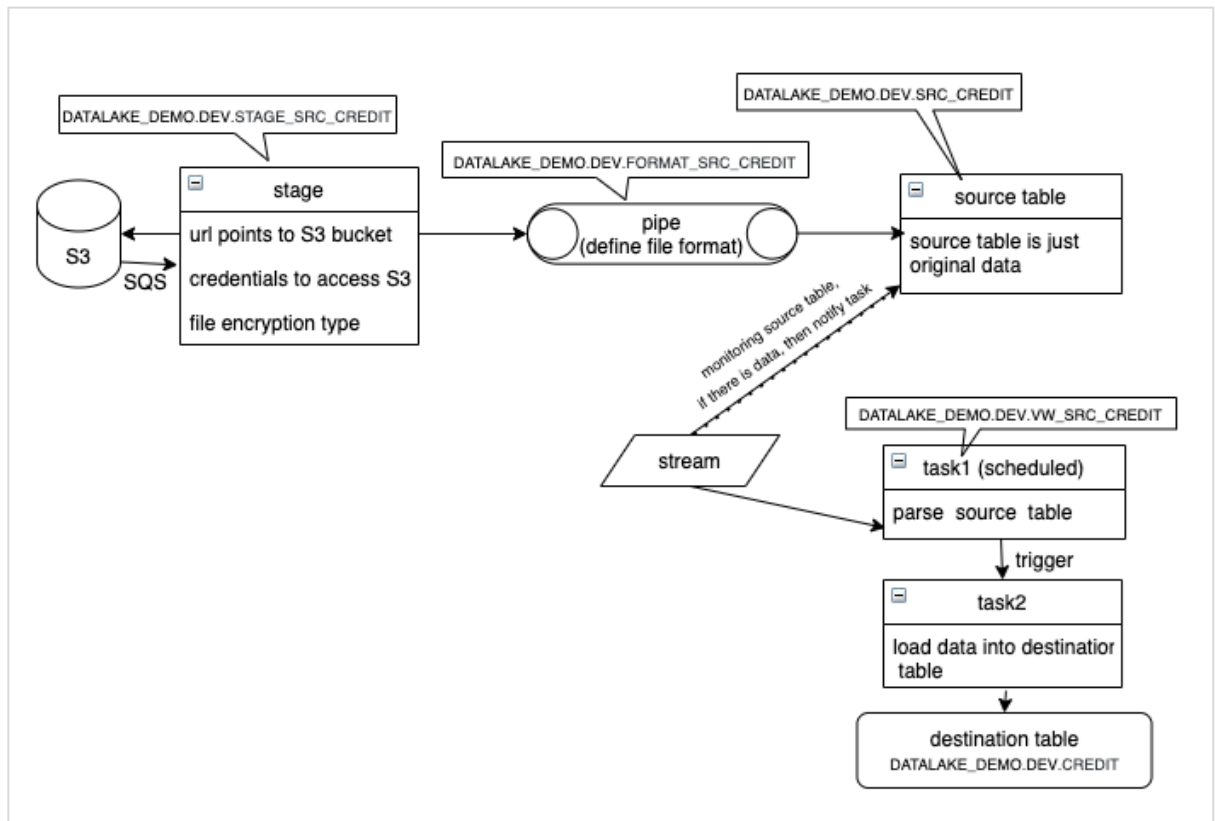 DATALAKE_DEMO.DEV.SRC_CREDIT
DATALAKE_DEMO.DEV.STAGE_SRC_CREDIT
DATALAKE_DEMO.DEV.FORMAT_SRC_CREDIT
S3
SQS
stage
url points to S3 bucket
credentials to access S3
file encryption type
pipe
(define file format)
source table
source table is just
original data
monitoring source table,
if there is data, then notify task
stream
DATALAKE_DEMO.DEV.VW_SRC_CREDIT
task1 (scheduled)
parse source table
trigger
task2
load data into destination
table
destination table
DATALAKE_DEMO.DEV.CREDIT